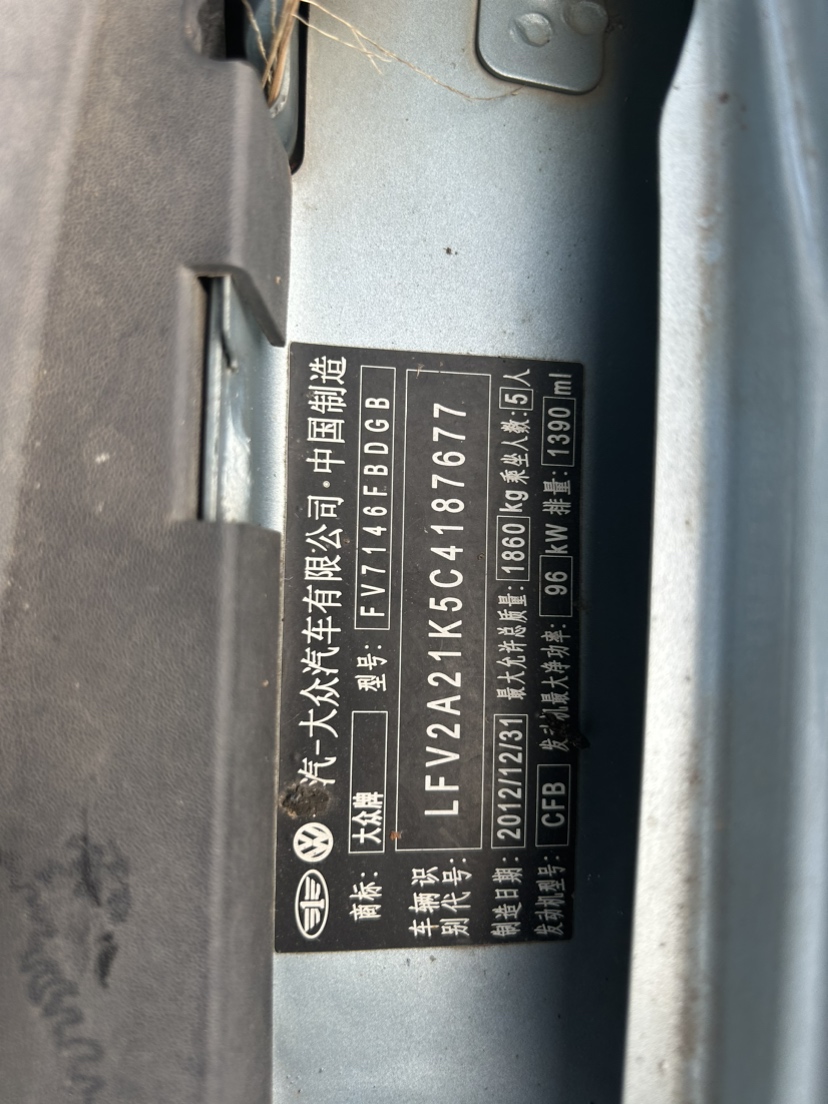 汽-大众汽车有限公司·中国制造
商标: 大众牌 型号: FV7146FBDGB
车辆识别代号: LFV2A21K5C4187677
制造日期: 2012/12/31 最大允许总质量: 1860 kg 乘坐人数: 5 人
发动机型号: CFB 发动机最大净功率: 96 kW 排量: 1390 ml